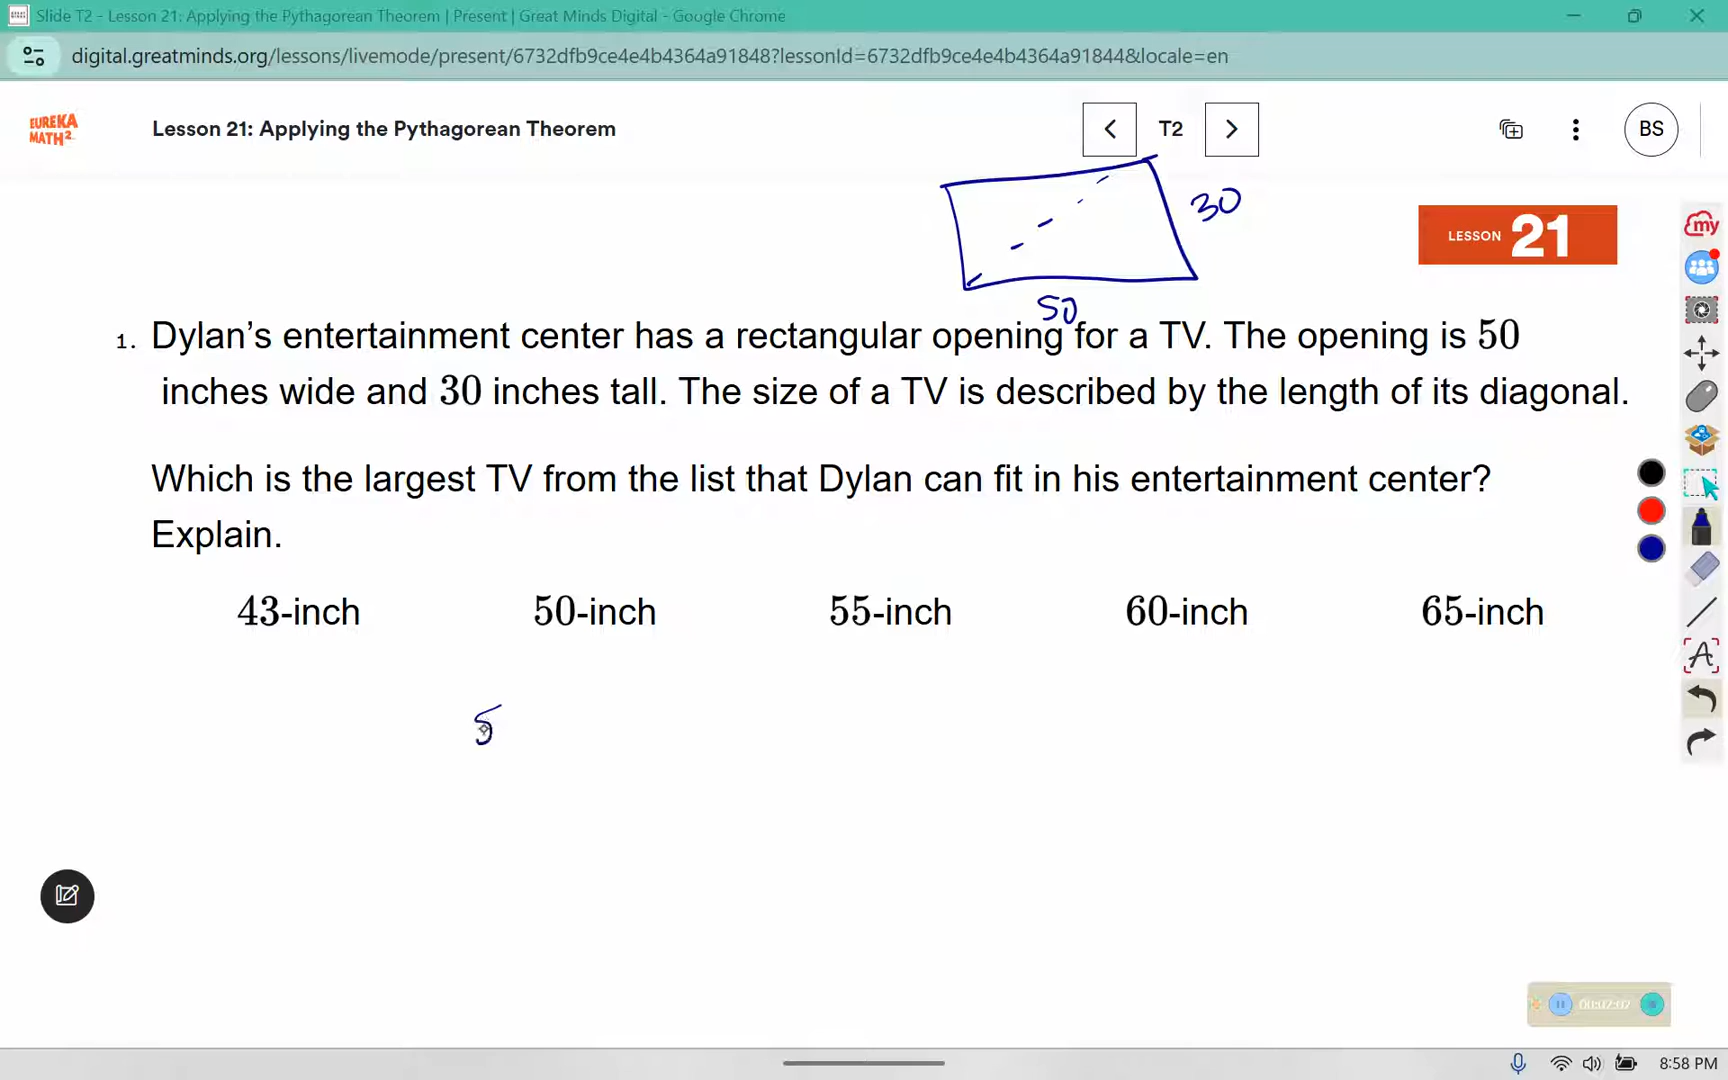 Slide T2 - Lesson 21: Applying the Pythagorean Theorem | Present | Great Minds Digital - Google Chrome
digital.greatminds.org/lessons/livemode/present/6732dfb9ce4e4b4364a91848?lessonId=6732dfb9ce4e4b4364a91844&locale=en
EUREKA
MATH²
Lesson 21: Applying the Pythagorean Theorem
T2
BS
30
LESSON 21
50
1. Dylan's entertainment center has a rectangular opening for a TV. The opening is 50
inches wide and 30 inches tall. The size of a TV is described by the length of its diagonal.
Which is the largest TV from the list that Dylan can fit in his entertainment center?
Explain.
43-inch 50-inch 55-inch 60-inch 65-inch
5
my
A
00:02:02
8:58 PM